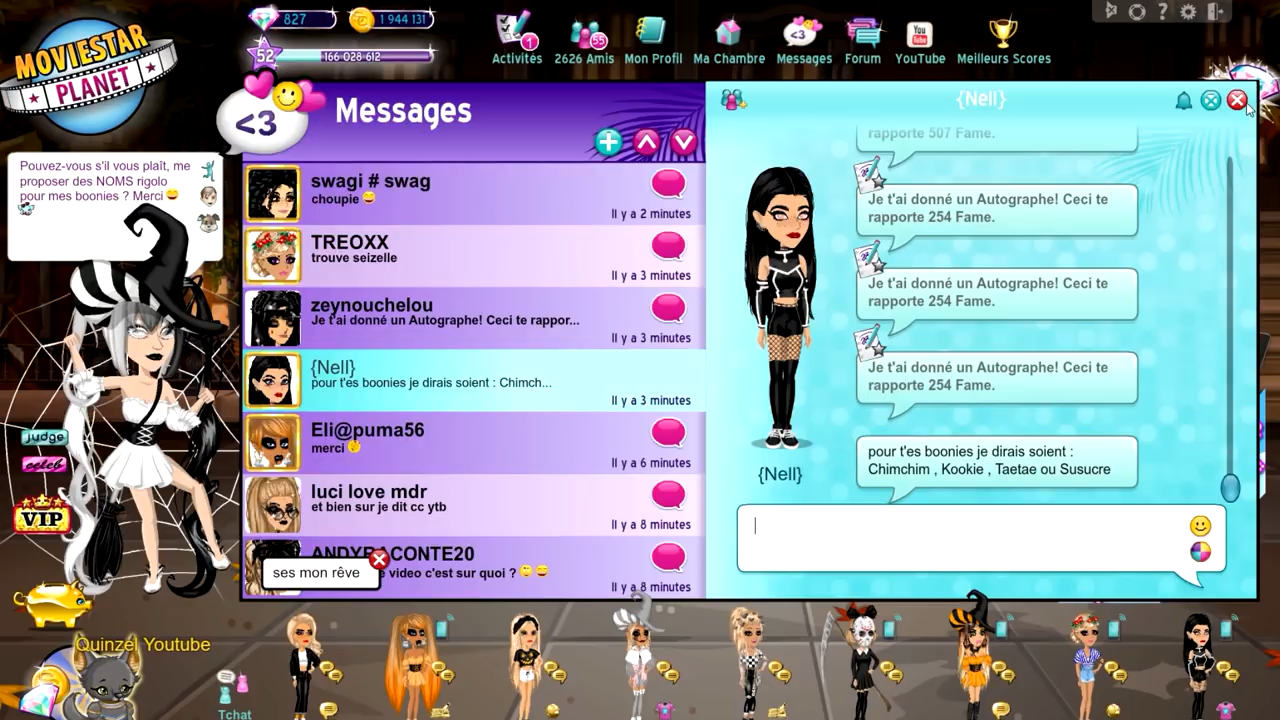 MOVIESTAR
PLANET
827
1 944 131
52
166 028 612
1
Activités
55
2626 Amis
Mon Profil
Ma Chambre
<3
Messages
Forum
You
Tube
YouTube
Meilleurs Scores
?
Pouvez-vous s'il vous plaît, me
proposer des NOMS rigolo
pour mes boonies ? Merci
judge
celeb
VIP
<3
Messages
swagi # swag
choupie
Il y a 2 minutes
TREOXX
trouve seizelle
Il y a 3 minutes
zeynouchelou
Je t'ai donné un Autographe! Ceci te rappor...
Il y a 3 minutes
{Nell}
pour t'es boonies je dirais soient : Chimch...
Il y a 3 minutes
Eli@puma56
merci
Il y a 6 minutes
luci love mdr
et bien sur je dit cc ytb
Il y a 8 minutes
video c'est sur quoi ?
Il y a 8 minutes
ses mon rêve
{Nell}
rapporte 507 Fame.
Je t'ai donné un Autographe! Ceci te
rapporte 254 Fame.
Je t'ai donné un Autographe! Ceci te
rapporte 254 Fame.
Je t'ai donné un Autographe! Ceci te
rapporte 254 Fame.
pour t'es boonies je dirais soient :
Chimchim , Kookie , Taetae ou Susucre
{Nell}
Quinzel Youtube
Tchat